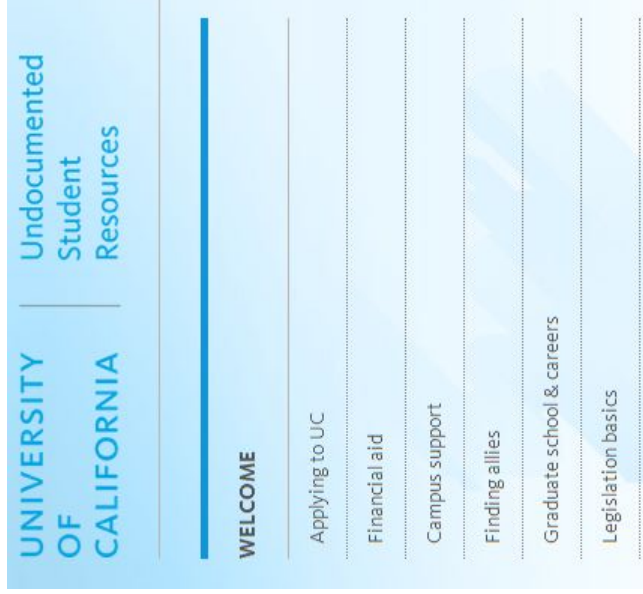 UNIVERSITY
OF
CALIFORNIA
Undocumented
Student
Resources
WELCOME
Applying to UC
Financial aid
Campus support
Finding allies
Graduate school & careers
Legislation basics